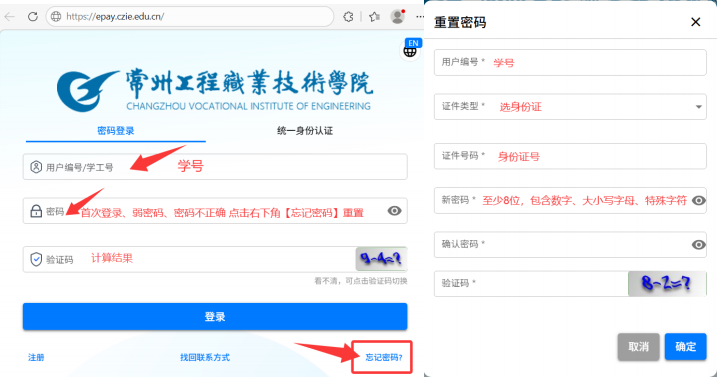 https://epay.czie.edu.cn/
EN
常州工程職業技術學院
CHANGZHOU VOCATIONAL INSTITUTE OF ENGINEERING
密码登录
统一身份认证
用户编号/学工号
学号
密码
首次登录、弱密码、密码不正确 点击右下角【忘记密码】重置
验证码
计算结果
9-4=?
看不清，可点击验证码切换
登录
注册
找回联系方式
忘记密码?
重置密码
用户编号 *
学号
证件类型 *
选身份证
证件号码 *
身份证号
新密码 *
至少8位，包含数字、大小写字母、特殊字符
确认密码 *
验证码 *
8-2=?
取消
确定